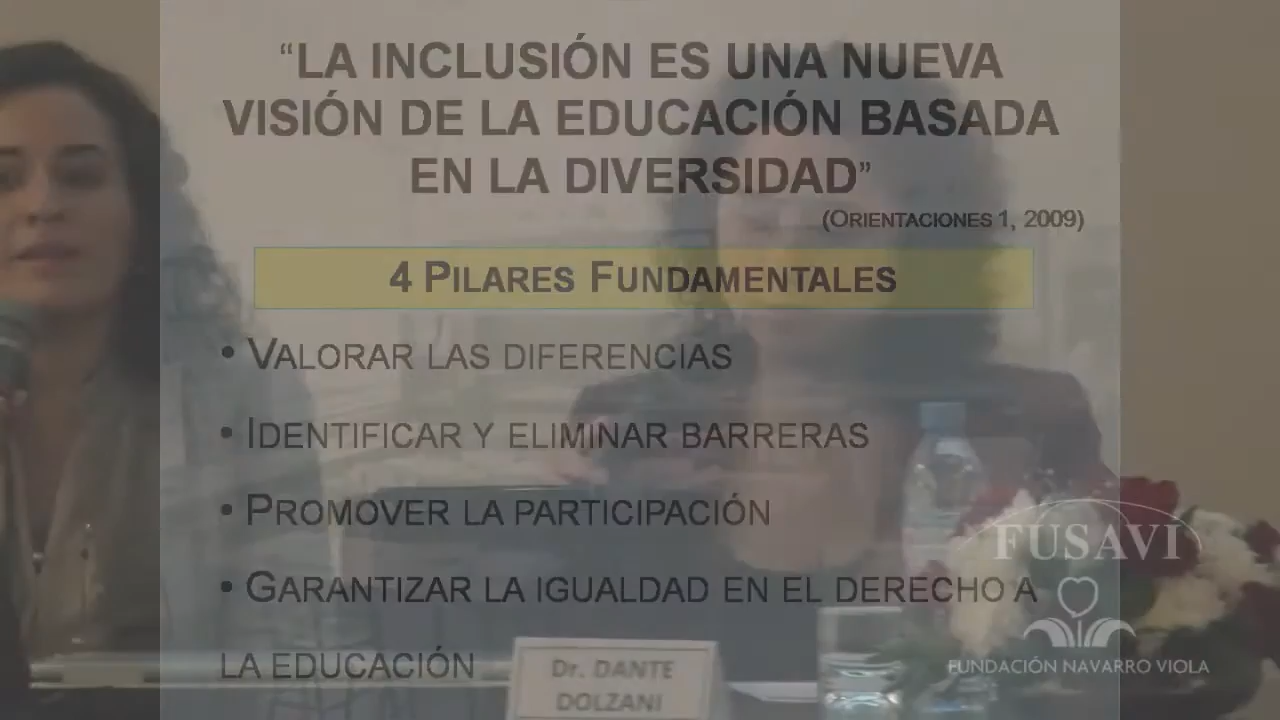 “LA INCLUSIÓN ES UNA NUEVA
VISIÓN DE LA EDUCACIÓN BASADA
EN LA DIVERSIDAD”
(ORIENTACIONES 1, 2009)
4 PILARES FUNDAMENTALES
• VALORAR LAS DIFERENCIAS
• IDENTIFICAR Y ELIMINAR BARRERAS
• PROMOVER LA PARTICIPACIÓN
• GARANTIZAR LA IGUALDAD EN EL DERECHO A
LA EDUCACIÓN
Dr. DANTE
DOLZANI
FUSAVI
FUNDACIÓN NAVARRO VIOLA